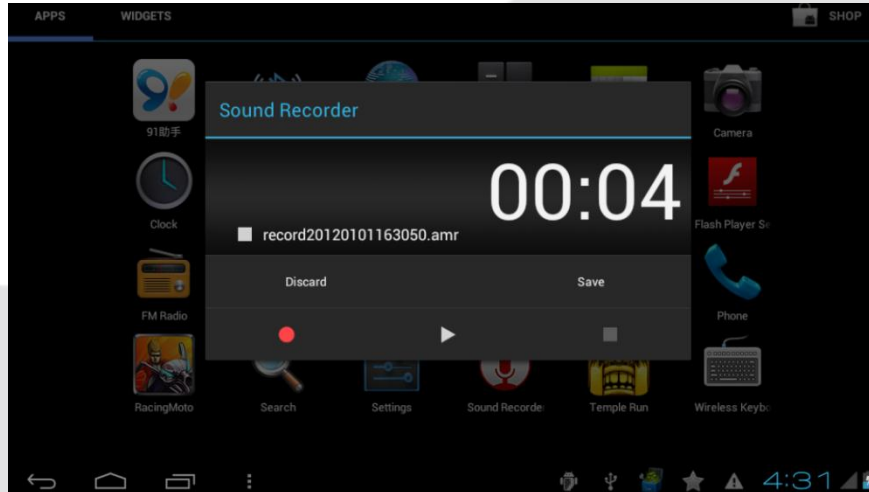 APPS WIDGETS SHOP
Sound Recorder
91助手
Camera
00:04
record20120101163050.amr
Clock
Flash Player Se
Discard Save
FM Radio
Phone
RacingMoto Search Settings Sound Recorder Temple Run Wireless Keybo
4:31